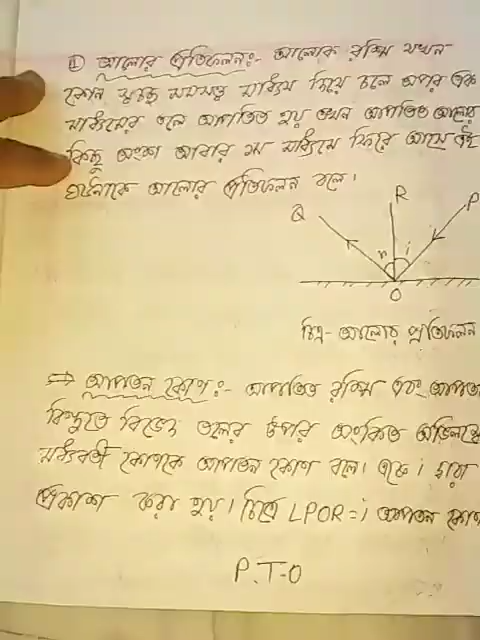 ① আলোর প্রতিফলন:- আলোক রশ্মি যখন
কোন স্বচ্ছ সমসত্ত্ব মাধ্যম দিয়ে চলে অপর এক
মাধ্যমের তলে আপতিত হয় তখন আপতিত আলোর
কিছু অংশ আবার ১ম মাধ্যমে ফিরে আসে এই
ঘটনাকে আলোর প্রতিফলন বলে।
Q R P
n i
O
চিত্র- আলোর প্রতিফলন
⇒ আপতন কোণ:- আপতিত রশ্মি এবং আপতন
বিন্দুতে বিভেদ তলের উপর অংকিত অভিলম্বের
মধ্যবর্তী কোণকে আপতন কোণ বলে। একে i দ্বারা
প্রকাশ করা হয়। চিত্রে LPOR = i আপতন কোণ
P.T-O